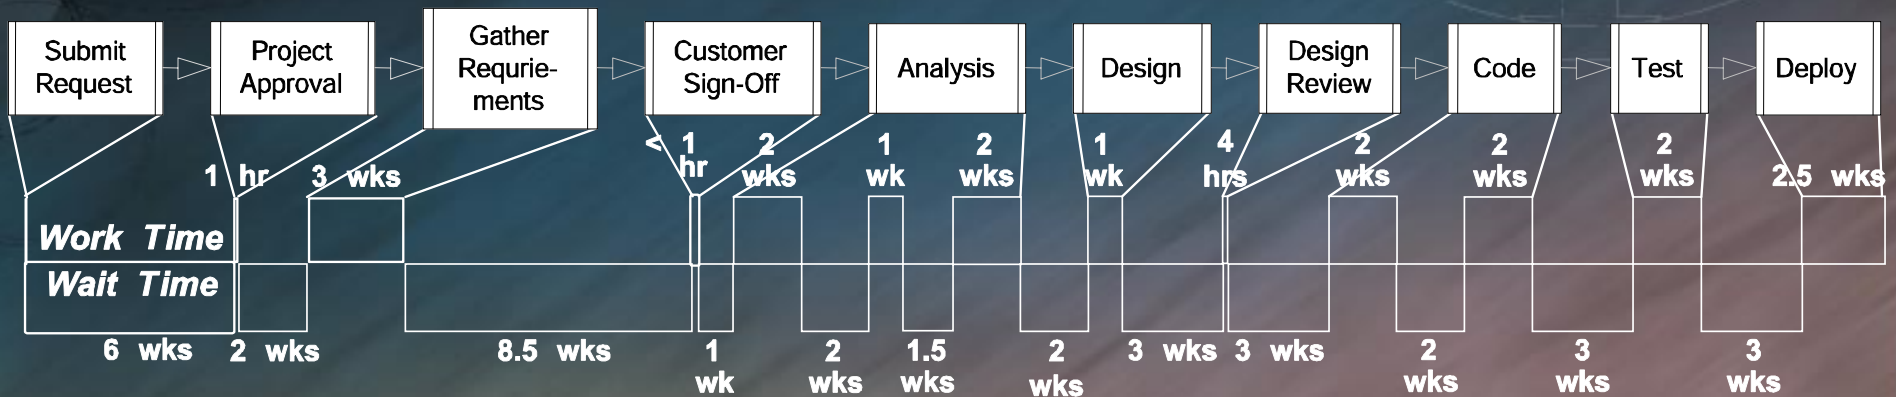 Submit
Request
Project
Approval
Gather
Requrie-
ments
Customer
Sign-Off
Analysis
Design
Design
Review
Code
Test
Deploy
1 hr
3 wks
< 1
hr
2
wks
1
wk
2
wks
1
wk
4
hrs
2
wks
2
wks
2
wks
2.5 wks
Work Time
Wait Time
6 wks
2 wks
8.5 wks
1
wk
2
wks
1.5
wks
2
wks
3 wks
3 wks
2
wks
3
wks
3
wks